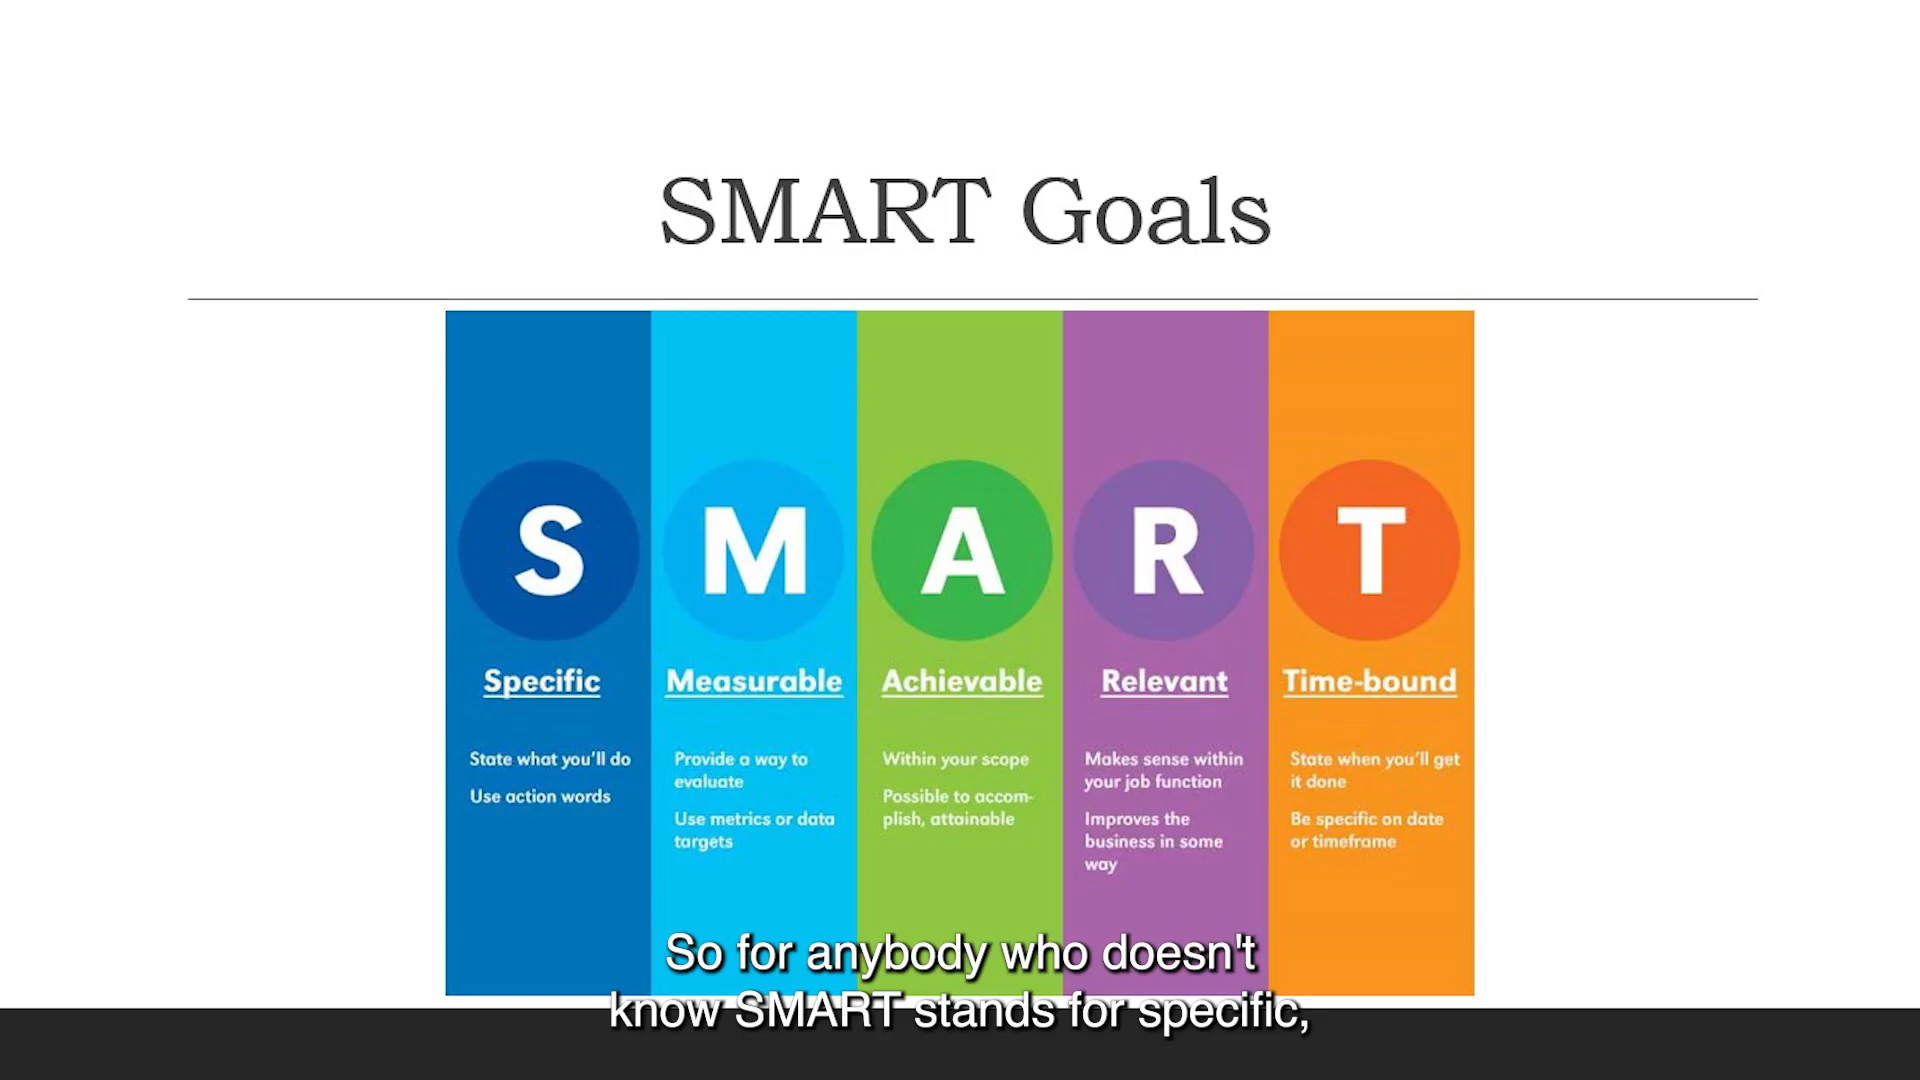 SMART Goals
S
M
A
R
T
Specific
Measurable
Achievable
Relevant
Time-bound
State what you'll do
Use action words
Provide a way to
evaluate
Use metrics or data
targets
Within your scope
Possible to accom-
plish, attainable
Makes sense within
your job function
Improves the
business in some
way
State when you'll get
it done
Be specific on date
or timeframe
So for anybody who doesn't
know SMART stands for specific,